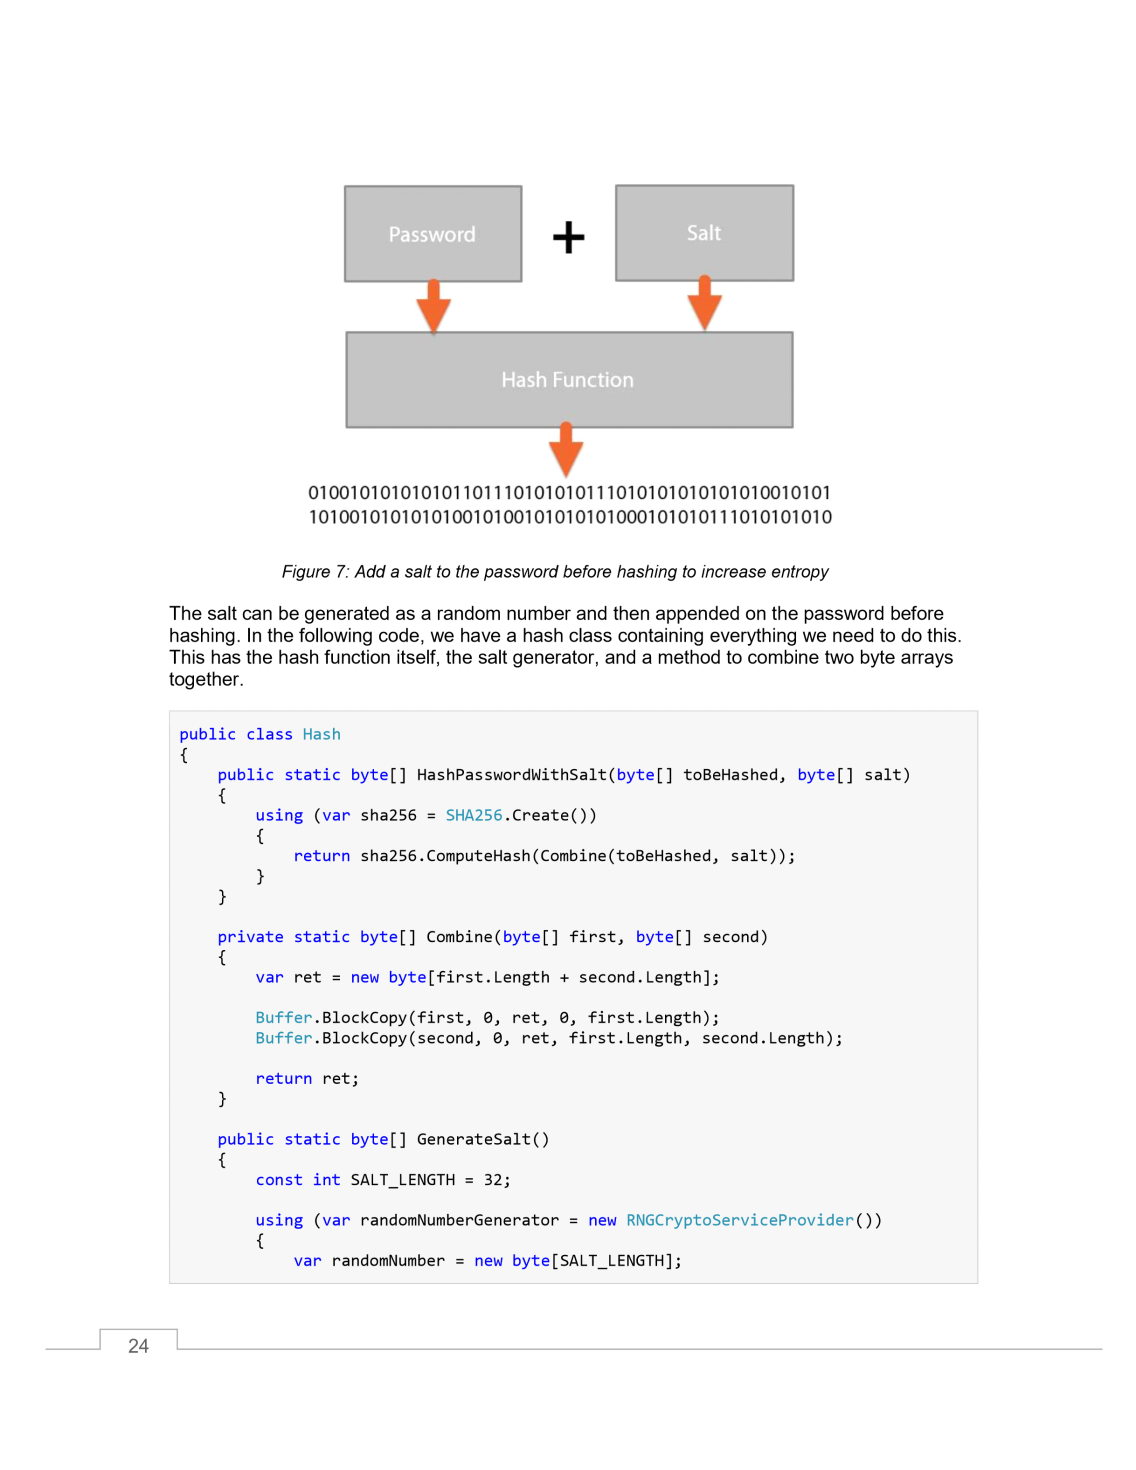 Password + Salt
Hash Function
010010101010101101110101010111010101010101010010101
101001010101010010100101010101000101010111010101010
Figure 7: Add a salt to the password before hashing to increase entropy
The salt can be generated as a random number and then appended on the password before
hashing. In the following code, we have a hash class containing everything we need to do this.
This has the hash function itself, the salt generator, and a method to combine two byte arrays
together.
public class Hash
{
    public static byte[] HashPasswordWithSalt(byte[] toBeHashed, byte[] salt)
    {
        using (var sha256 = SHA256.Create())
        {
            return sha256.ComputeHash(Combine(toBeHashed, salt));
        }
    }

    private static byte[] Combine(byte[] first, byte[] second)
    {
        var ret = new byte[first.Length + second.Length];

        Buffer.BlockCopy(first, 0, ret, 0, first.Length);
        Buffer.BlockCopy(second, 0, ret, first.Length, second.Length);

        return ret;
    }

    public static byte[] GenerateSalt()
    {
        const int SALT_LENGTH = 32;

        using (var randomNumberGenerator = new RNGCryptoServiceProvider())
        {
            var randomNumber = new byte[SALT_LENGTH];
24